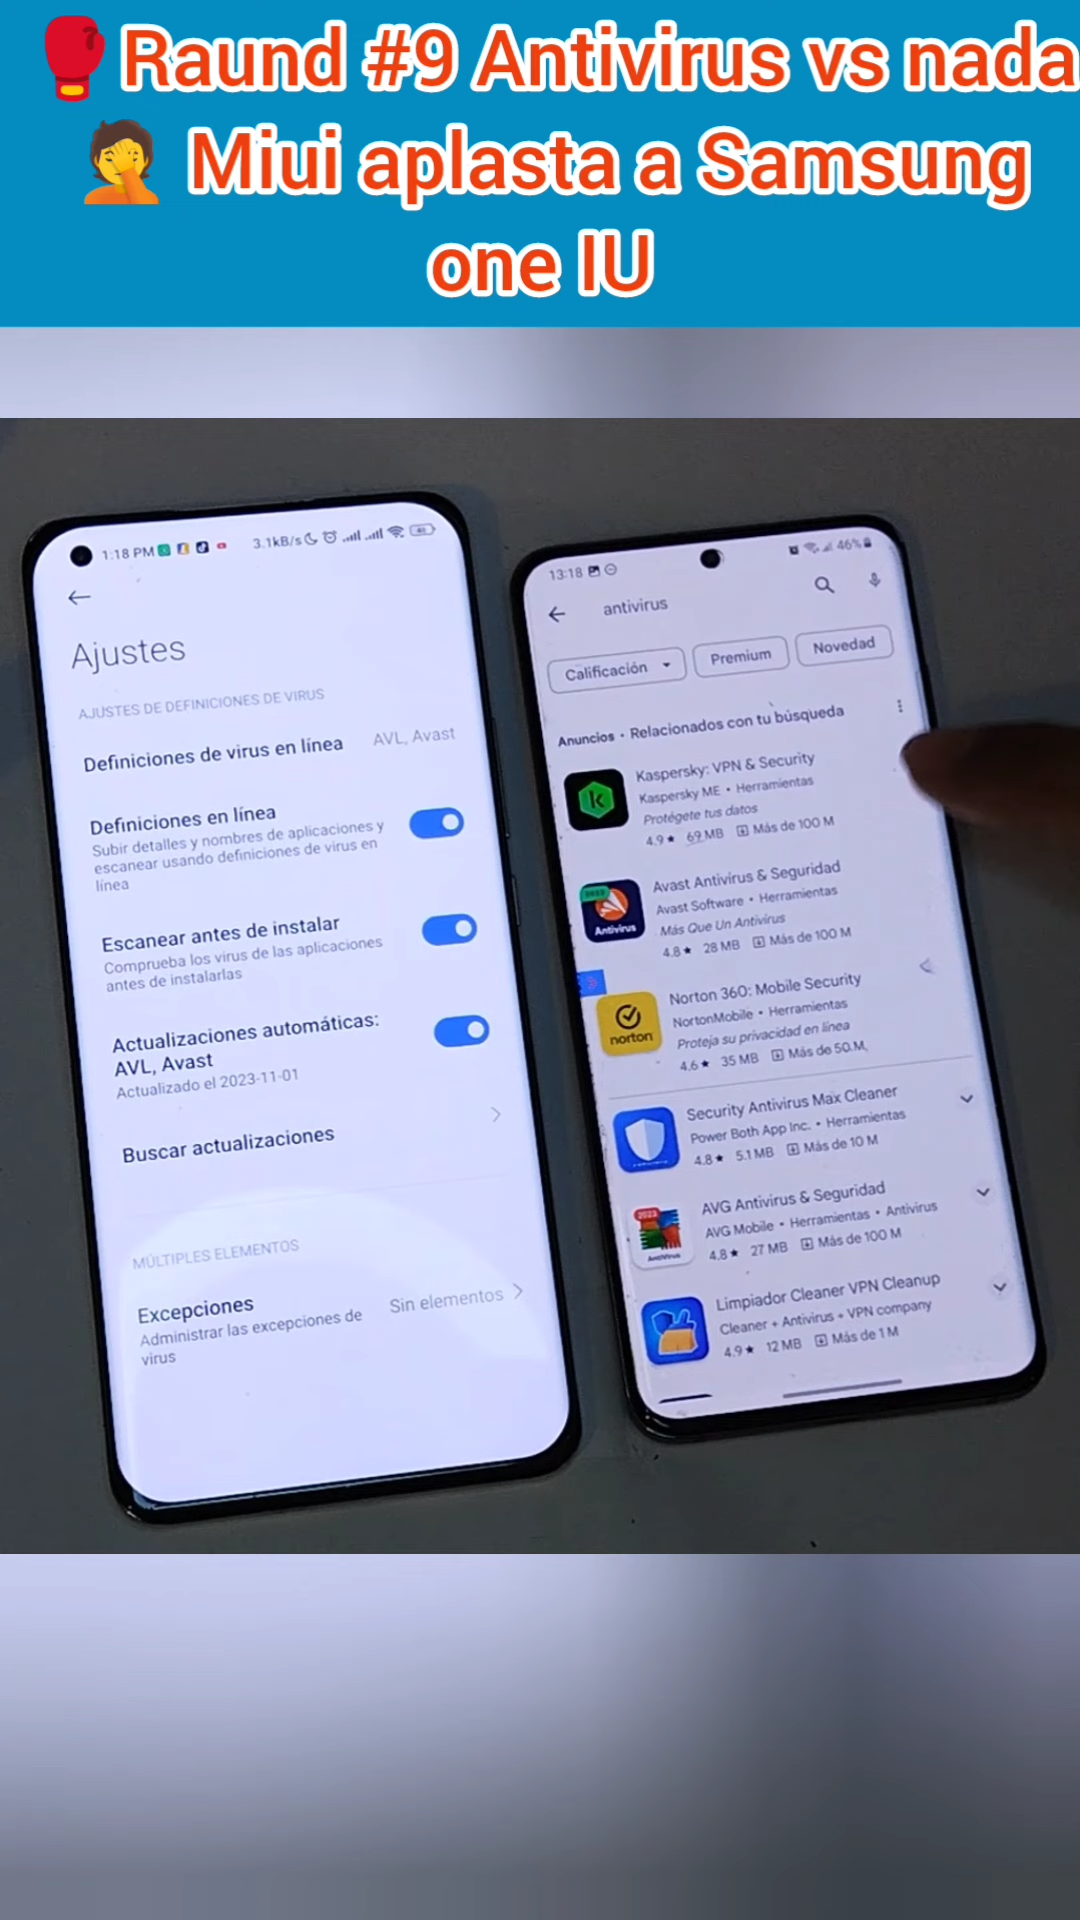 Raund #9 Antivirus vs nada
Miui aplasta a Samsung
one IU
1:18 PM
3.1kB/s
Ajustes
AJUSTES DE DEFINICIONES DE VIRUS
Definiciones de virus en línea
AVL, Avast
Definiciones en línea
Subir detalles y nombres de aplicaciones y
escanear usando definiciones de virus en
línea
Escanear antes de instalar
Comprueba los virus de las aplicaciones
antes de instalarlas
Actualizaciones automáticas:
AVL, Avast
Actualizado el 2023-11-01
Buscar actualizaciones
MÚLTIPLES ELEMENTOS
Excepciones
Sin elementos
Administrar las excepciones de
virus
13:18
46%
antivirus
Calificación
Premium
Novedad
Anuncios • Relacionados con tu búsqueda
Kaspersky: VPN & Security
Kaspersky ME • Herramientas
Protégete tus datos
4.9★ 69 MB Más de 100 M
Avast Antivirus & Seguridad
Avast Software • Herramientas
Más Que Un Antivirus
4.8★ 28 MB Más de 100 M
Antivirus
Norton 360: Mobile Security
NortonMobile • Herramientas
Proteja su privacidad en línea
4.6★ 35 MB Más de 50 M
norton
Security Antivirus Max Cleaner
Power Both App Inc. • Herramientas
4.8★ 5.1 MB Más de 10 M
AVG Antivirus & Seguridad
AVG Mobile • Herramientas • Antivirus
4.8★ 27 MB Más de 100 M
2023
AntiVirus
Limpiador Cleaner VPN Cleanup
Cleaner + Antivirus + VPN company
4.9★ 12 MB Más de 1 M